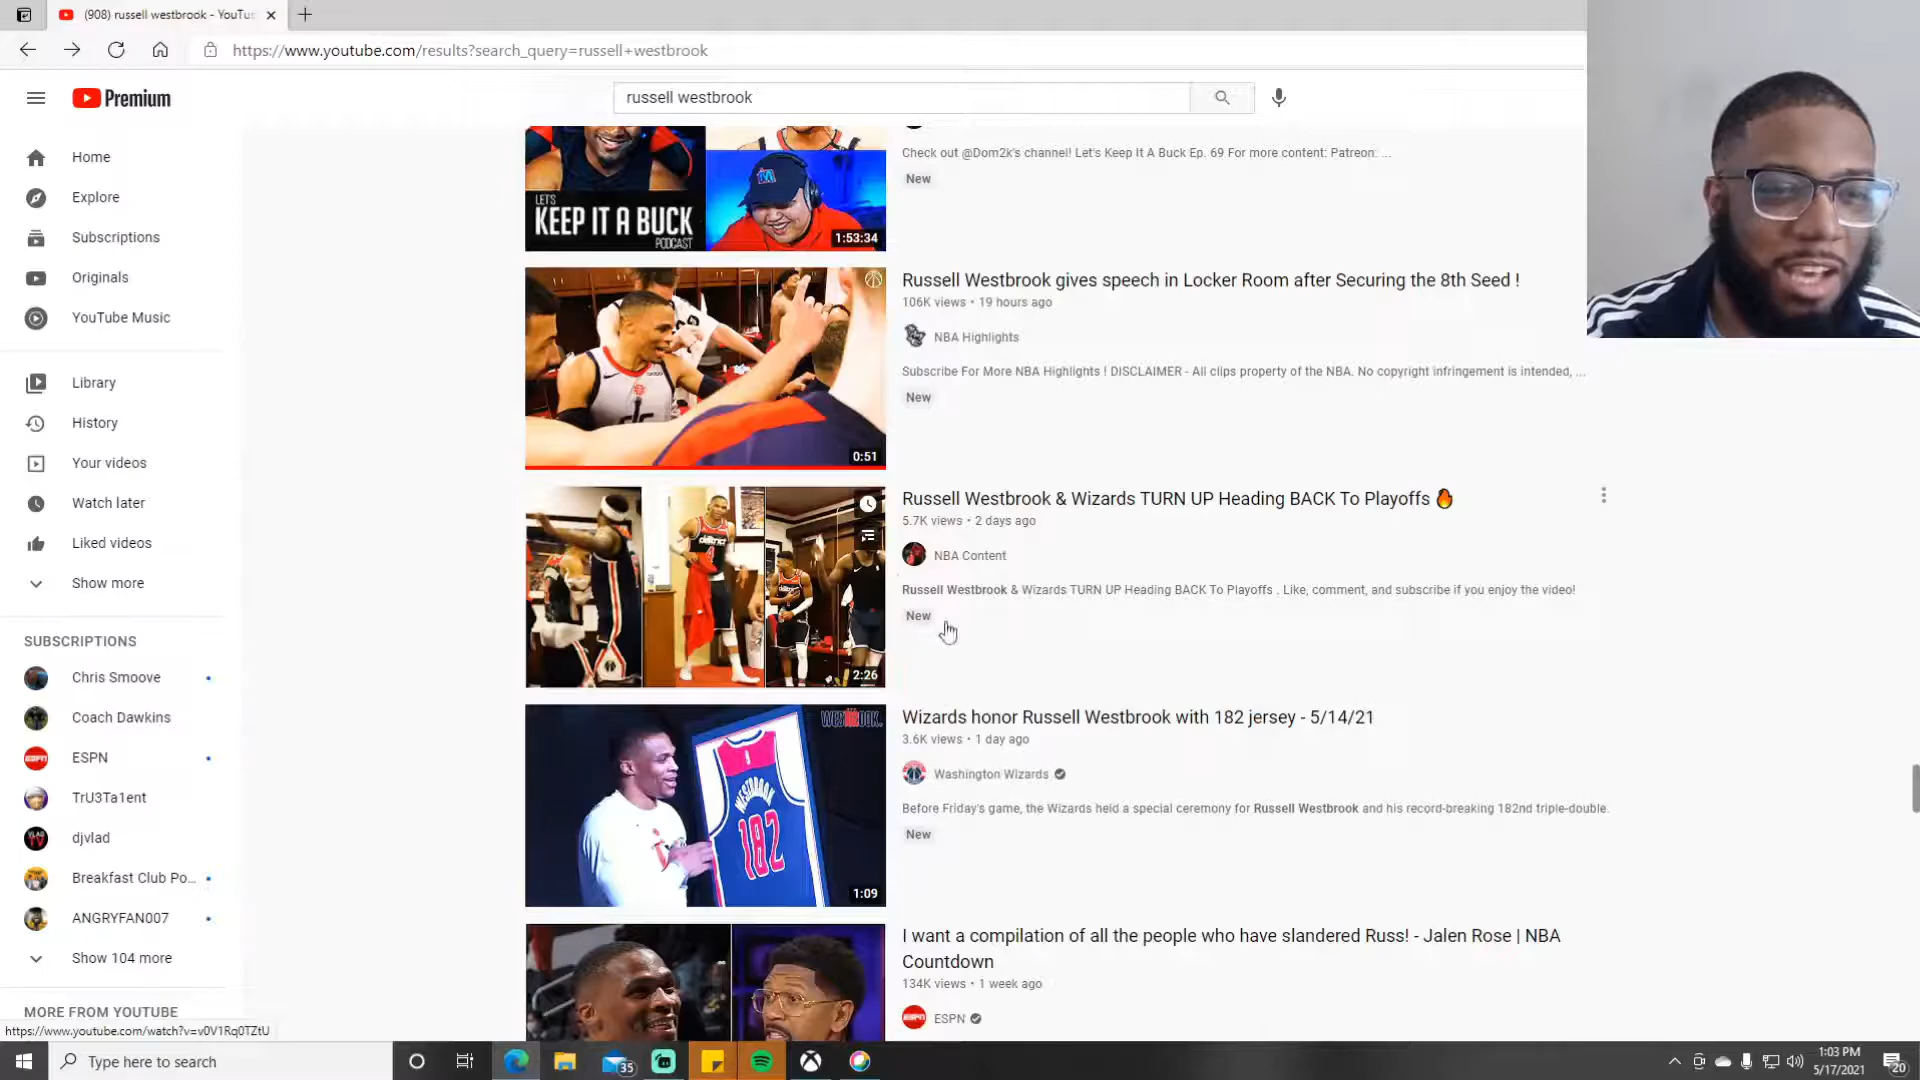 (908) russell westbrook - YouTu
https://www.youtube.com/results?search_query=russell+westbrook
Premium
russell westbrook
Home
Explore
Subscriptions
Originals
YouTube Music
Library
History
Your videos
Watch later
Liked videos
Show more
SUBSCRIPTIONS
Chris Smoove
Coach Dawkins
ESPN
TrU3Ta1ent
djvlad
Breakfast Club Po...
ANGRYFAN007
Show 104 more
MORE FROM YOUTUBE
https://www.youtube.com/watch?v=v0V1Rq0TZtU
LETS
KEEP IT A BUCK
PODCAST
1:53:34
Check out @Dom2k's channel! Let's Keep It A Buck Ep. 69 For more content: Patreon: ...
New
0:51
Russell Westbrook gives speech in Locker Room after Securing the 8th Seed !
106K views • 19 hours ago
NBA Highlights
Subscribe For More NBA Highlights ! DISCLAIMER - All clips property of the NBA. No copyright infringement is intended, ...
New
2:26
Russell Westbrook & Wizards TURN UP Heading BACK To Playoffs 🔥
5.7K views • 2 days ago
NBA Content
Russell Westbrook & Wizards TURN UP Heading BACK To Playoffs . Like, comment, and subscribe if you enjoy the video!
New
WESTBROOK
182
1:09
Wizards honor Russell Westbrook with 182 jersey - 5/14/21
3.6K views • 1 day ago
Washington Wizards
Before Friday's game, the Wizards held a special ceremony for Russell Westbrook and his record-breaking 182nd triple-double.
New
I want a compilation of all the people who have slandered Russ! - Jalen Rose | NBA
Countdown
134K views • 1 week ago
ESPN
Type here to search
35
1:03 PM
5/17/2021
20